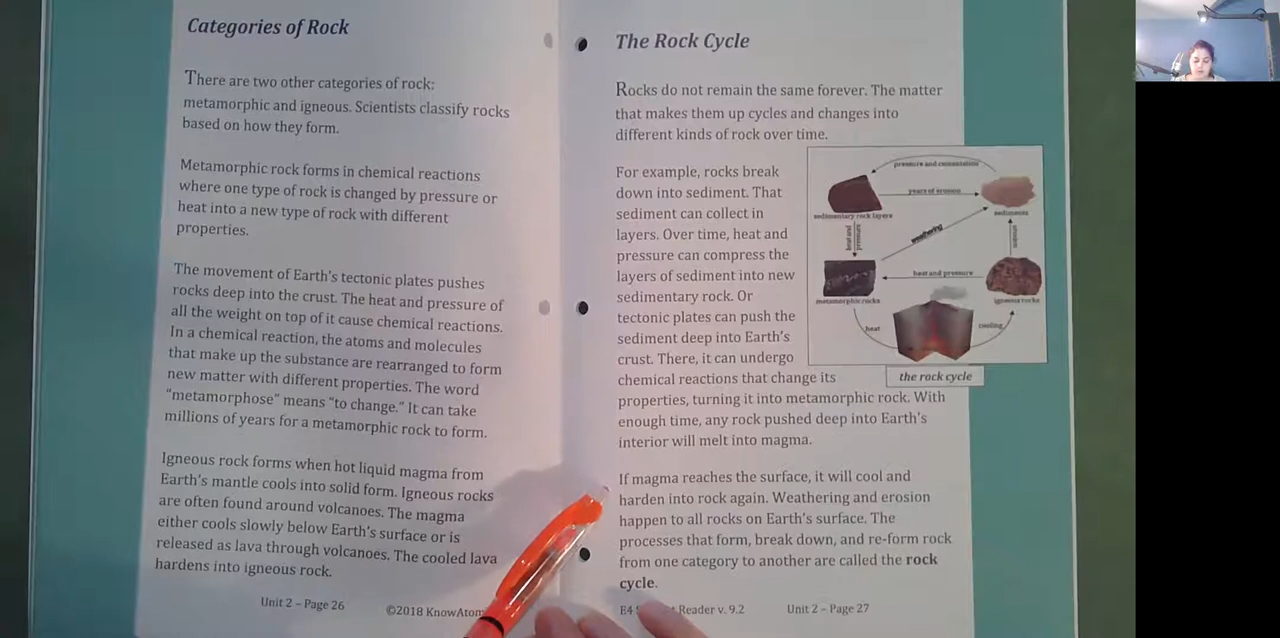 Categories of Rock
There are two other categories of rock:
metamorphic and igneous. Scientists classify rocks
based on how they form.
Metamorphic rock forms in chemical reactions
where one type of rock is changed by pressure or
heat into a new type of rock with different
properties.
The movement of Earth's tectonic plates pushes
rocks deep into the crust. The heat and pressure of
all the weight on top of it cause chemical reactions.
In a chemical reaction, the atoms and molecules
that make up the substance are rearranged to form
new matter with different properties. The word
"metamorphose" means "to change." It can take
millions of years for a metamorphic rock to form.
Igneous rock forms when hot liquid magma from
Earth's mantle cools into solid form. Igneous rocks
are often found around volcanoes. The magma
either cools slowly below Earth's surface or is
released as lava through volcanoes. The cooled lava
hardens into igneous rock.
Unit 2 – Page 26
©2018 KnowAtom
The Rock Cycle
Rocks do not remain the same forever. The matter
that makes them up cycles and changes into
different kinds of rock over time.
For example, rocks break
down into sediment. That
sediment can collect in
layers. Over time, heat and
pressure can compress the
layers of sediment into new
sedimentary rock. Or
tectonic plates can push the
sediment deep into Earth's
crust. There, it can undergo
chemical reactions that change its
properties, turning it into metamorphic rock. With
enough time, any rock pushed deep into Earth's
interior will melt into magma.
pressure and cementation
years of erosion
sedimentary rock layers
sediments
heat and
pressure
weathering
erosion
heat and pressure
metamorphic rocks
igneous rocks
heat
cooling
the rock cycle
If magma reaches the surface, it will cool and
harden into rock again. Weathering and erosion
happen to all rocks on Earth's surface. The
processes that form, break down, and re-form rock
from one category to another are called the rock
cycle.
E4 Reader v. 9.2
Unit 2 – Page 27